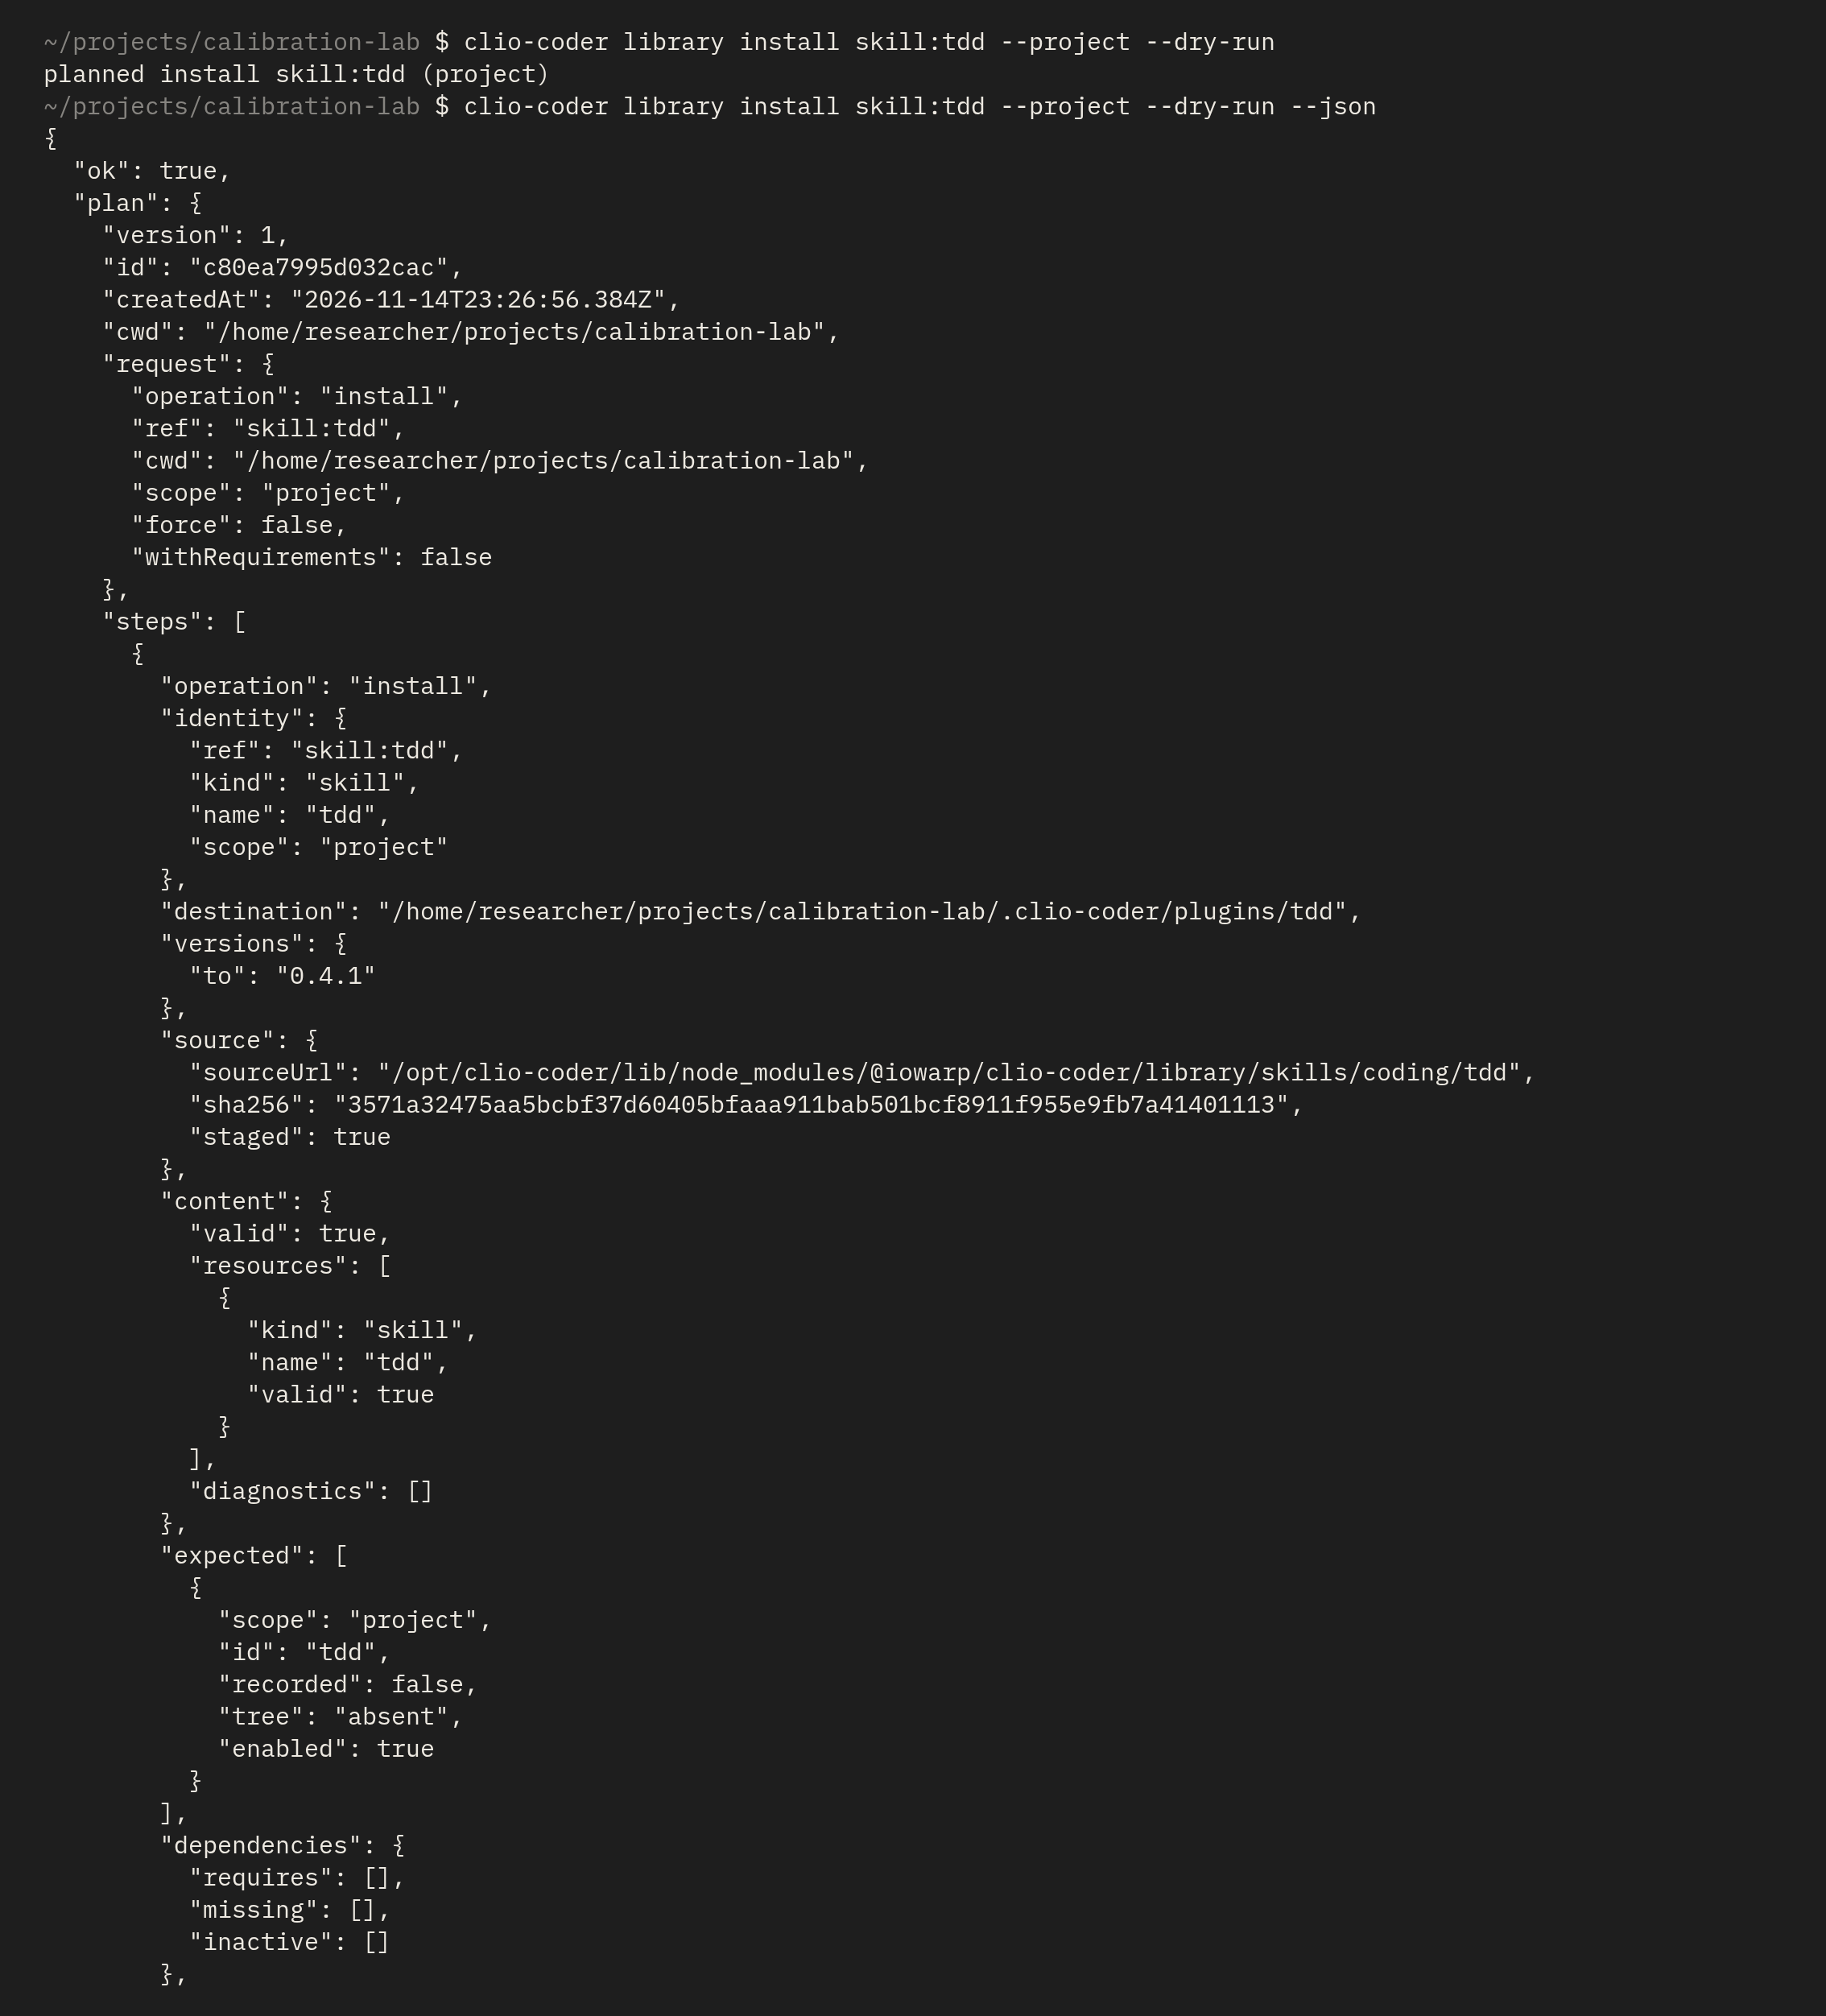 ~/projects/calibration-lab $ clio-coder library install skill:tdd --project --dry-run
planned install skill:tdd (project)
~/projects/calibration-lab $ clio-coder library install skill:tdd --project --dry-run --json
{
  "ok": true,
  "plan": {
    "version": 1,
    "id": "c80ea7995d032cac",
    "createdAt": "2026-11-14T23:26:56.384Z",
    "cwd": "/home/researcher/projects/calibration-lab",
    "request": {
      "operation": "install",
      "ref": "skill:tdd",
      "cwd": "/home/researcher/projects/calibration-lab",
      "scope": "project",
      "force": false,
      "withRequirements": false
    },
    "steps": [
      {
        "operation": "install",
        "identity": {
          "ref": "skill:tdd",
          "kind": "skill",
          "name": "tdd",
          "scope": "project"
        },
        "destination": "/home/researcher/projects/calibration-lab/.clio-coder/plugins/tdd",
        "versions": {
          "to": "0.4.1"
        },
        "source": {
          "sourceUrl": "/opt/clio-coder/lib/node_modules/@iowarp/clio-coder/library/skills/coding/tdd",
          "sha256": "3571a32475aa5bcbf37d60405bfaaa911bab501bcf8911f955e9fb7a41401113",
          "staged": true
        },
        "content": {
          "valid": true,
          "resources": [
            {
              "kind": "skill",
              "name": "tdd",
              "valid": true
            }
          ],
          "diagnostics": []
        },
        "expected": [
          {
            "scope": "project",
            "id": "tdd",
            "recorded": false,
            "tree": "absent",
            "enabled": true
          }
        ],
        "dependencies": {
          "requires": [],
          "missing": [],
          "inactive": []
        },